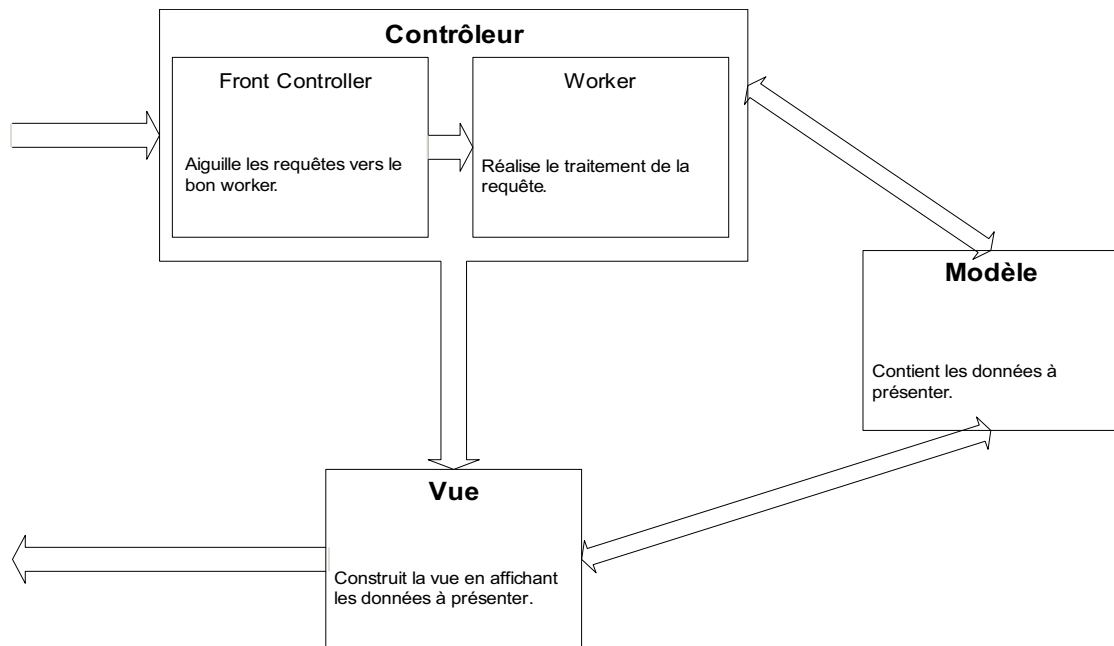 Contrôleur
Front Controller
Aiguille les requêtes vers le
bon worker.
Worker
Réalise le traitement de la
requête.
Modèle
Contient les données à
présenter.
Vue
Construit la vue en affichant
les données à présenter.